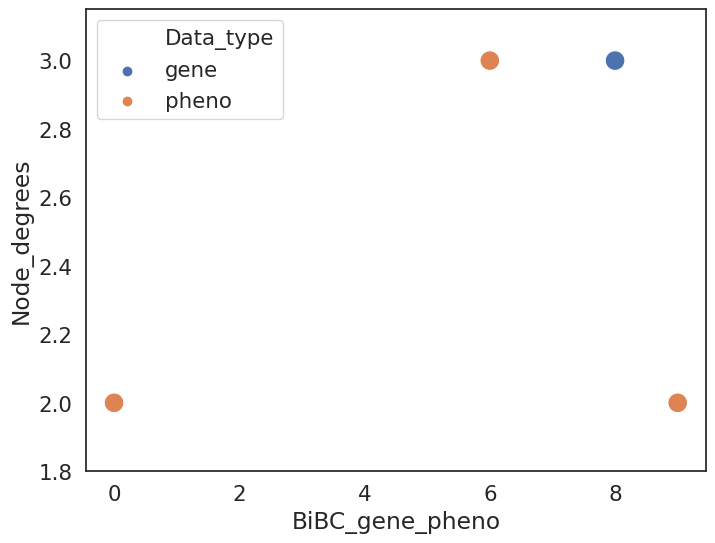 Data_type
gene
pheno
3.0
2.8
2.6
2.4
2.2
2.0
1.8
Node_degrees
0 2 4 6 8
BiBC_gene_pheno